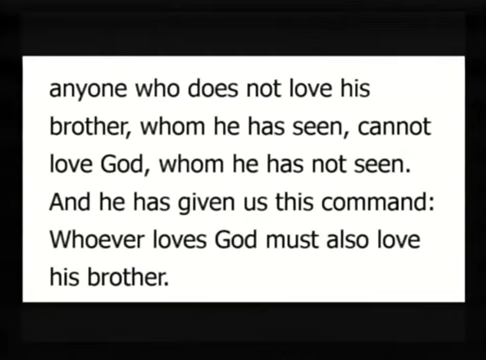 anyone who does not love his
brother, whom he has seen, cannot
love God, whom he has not seen.
And he has given us this command:
Whoever loves God must also love
his brother.